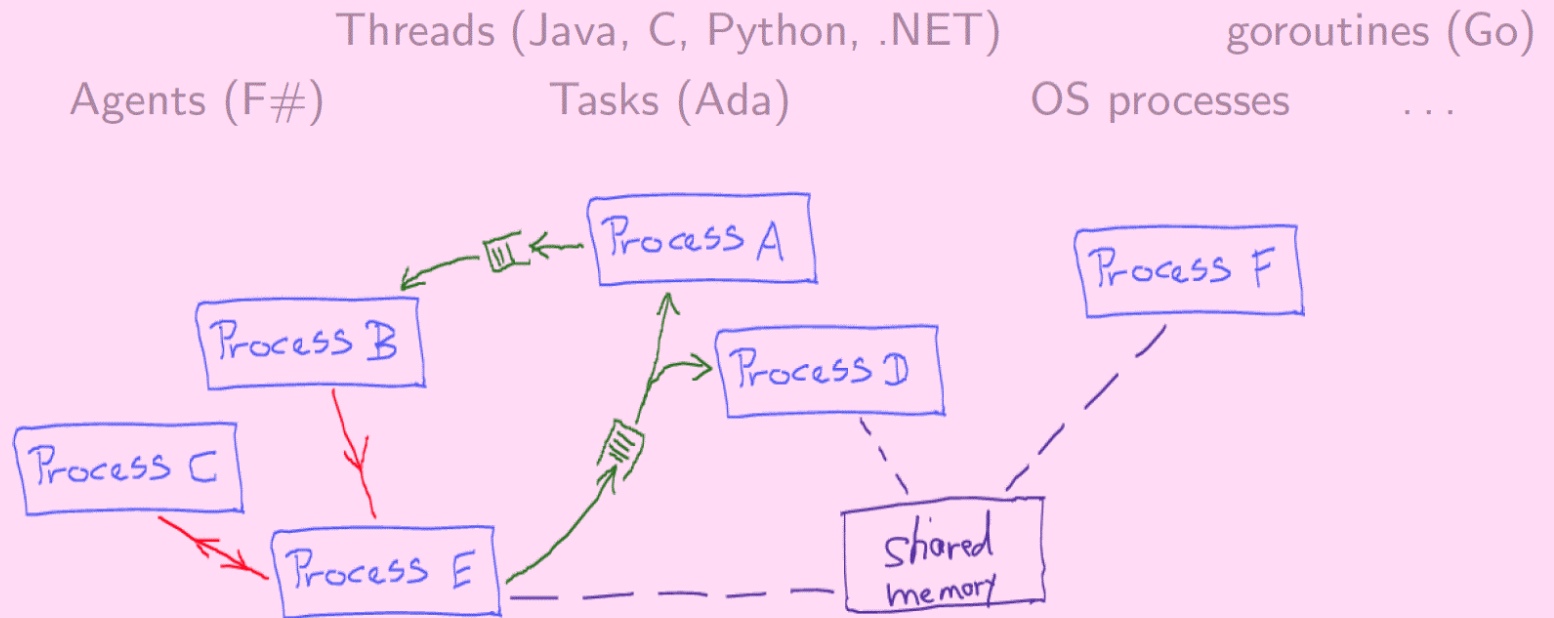 Threads (Java, C, Python, .NET) goroutines (Go)
Agents (F#) Tasks (Ada) OS processes ...
Process A
Process F
Process B
Process D
Process C
Process E
shared
memory